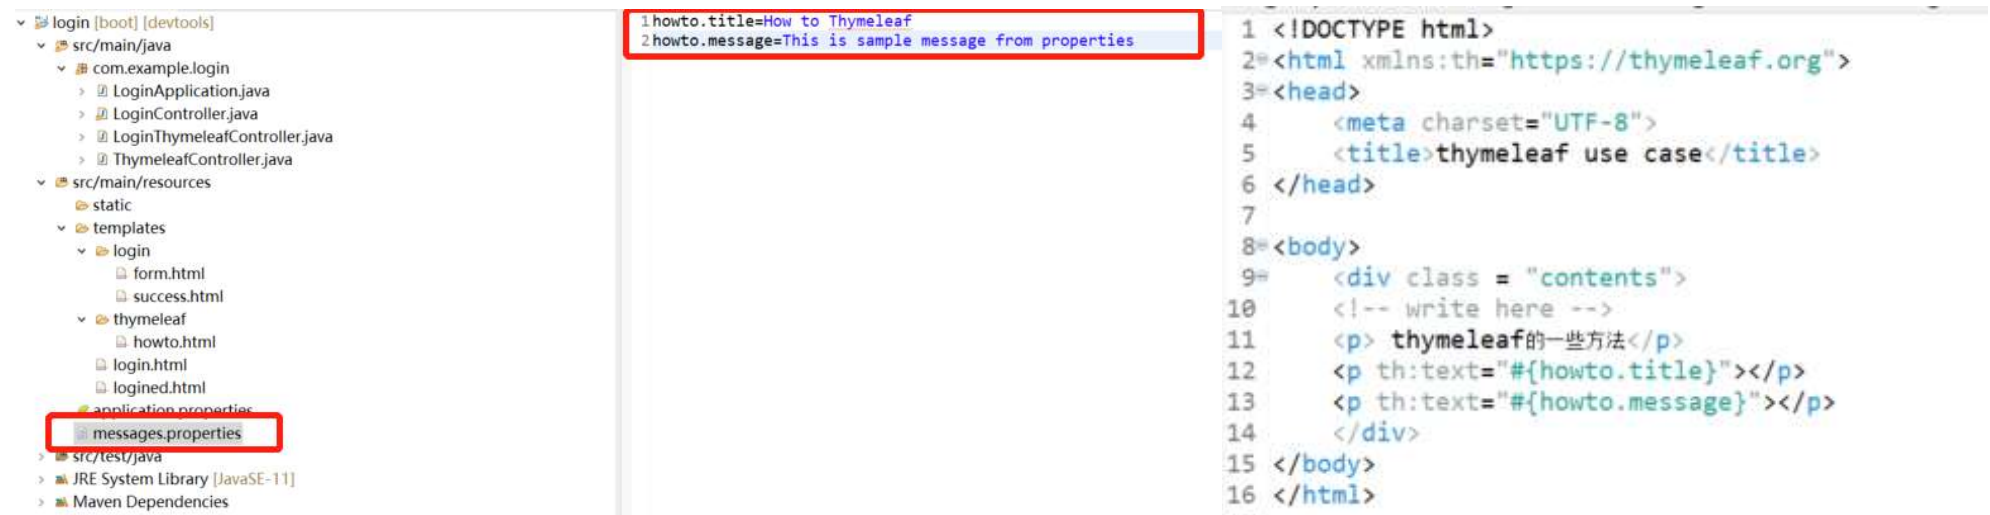 login [boot] [devtools]
src/main/java
com.example.login
LoginApplication.java
LoginController.java
LoginThymeleafController.java
ThymeleafController.java
src/main/resources
static
templates
login
form.html
success.html
thymeleaf
howto.html
login.html
logined.html
application.properties
messages.properties
src/test/java
JRE System Library [JavaSE-11]
Maven Dependencies
1 howto.title=How to Thymeleaf
2 howto.message=This is sample message from properties
1 <!DOCTYPE html>
2 <html xmlns:th="https://thymeleaf.org">
3 <head>
4 <meta charset="UTF-8">
5 <title>thymeleaf use case</title>
6 </head>
7
8 <body>
9 <div class = "contents">
10 <!-- write here -->
11 <p> thymeleaf的一些方法</p>
12 <p th:text="#{howto.title}"></p>
13 <p th:text="#{howto.message}"></p>
14 </div>
15 </body>
16 </html>